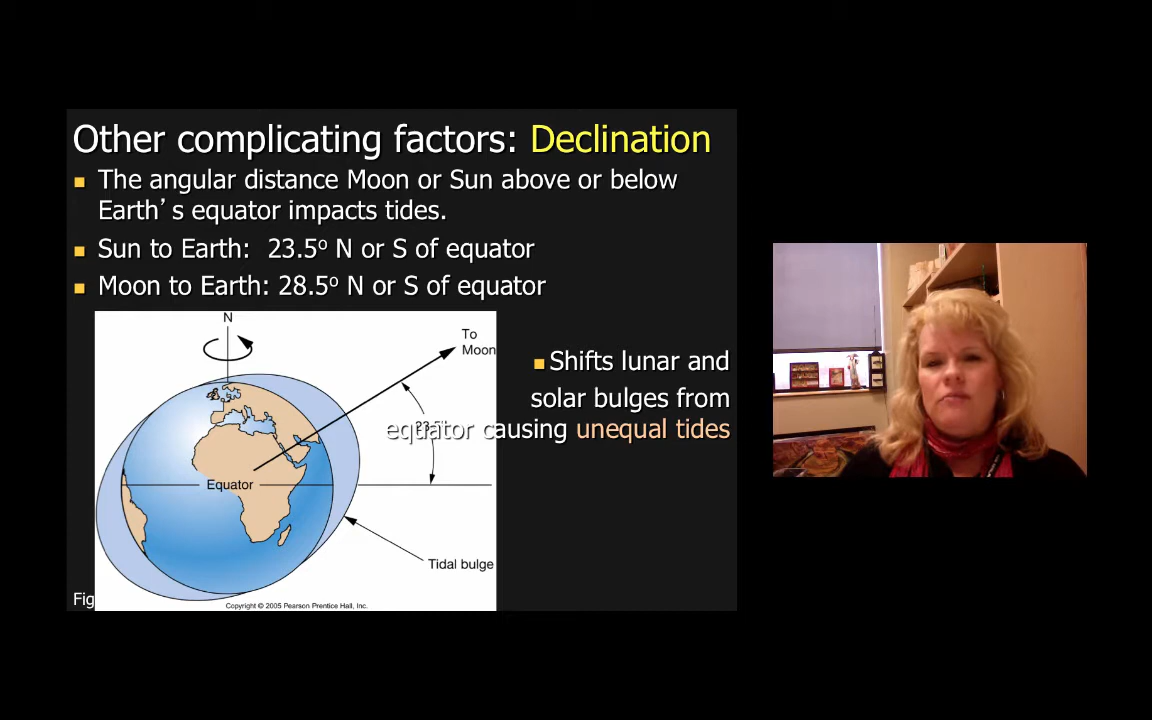 Other complicating factors: Declination
▪ The angular distance Moon or Sun above or below
Earth’s equator impacts tides.
▪ Sun to Earth: 23.5º N or S of equator
▪ Moon to Earth: 28.5º N or S of equator
N
To
Moon
▪ Shifts lunar and
solar bulges from
equator causing unequal tides
Equator
Tidal bulge
Fig
Copyright © 2005 Pearson Prentice Hall, Inc.